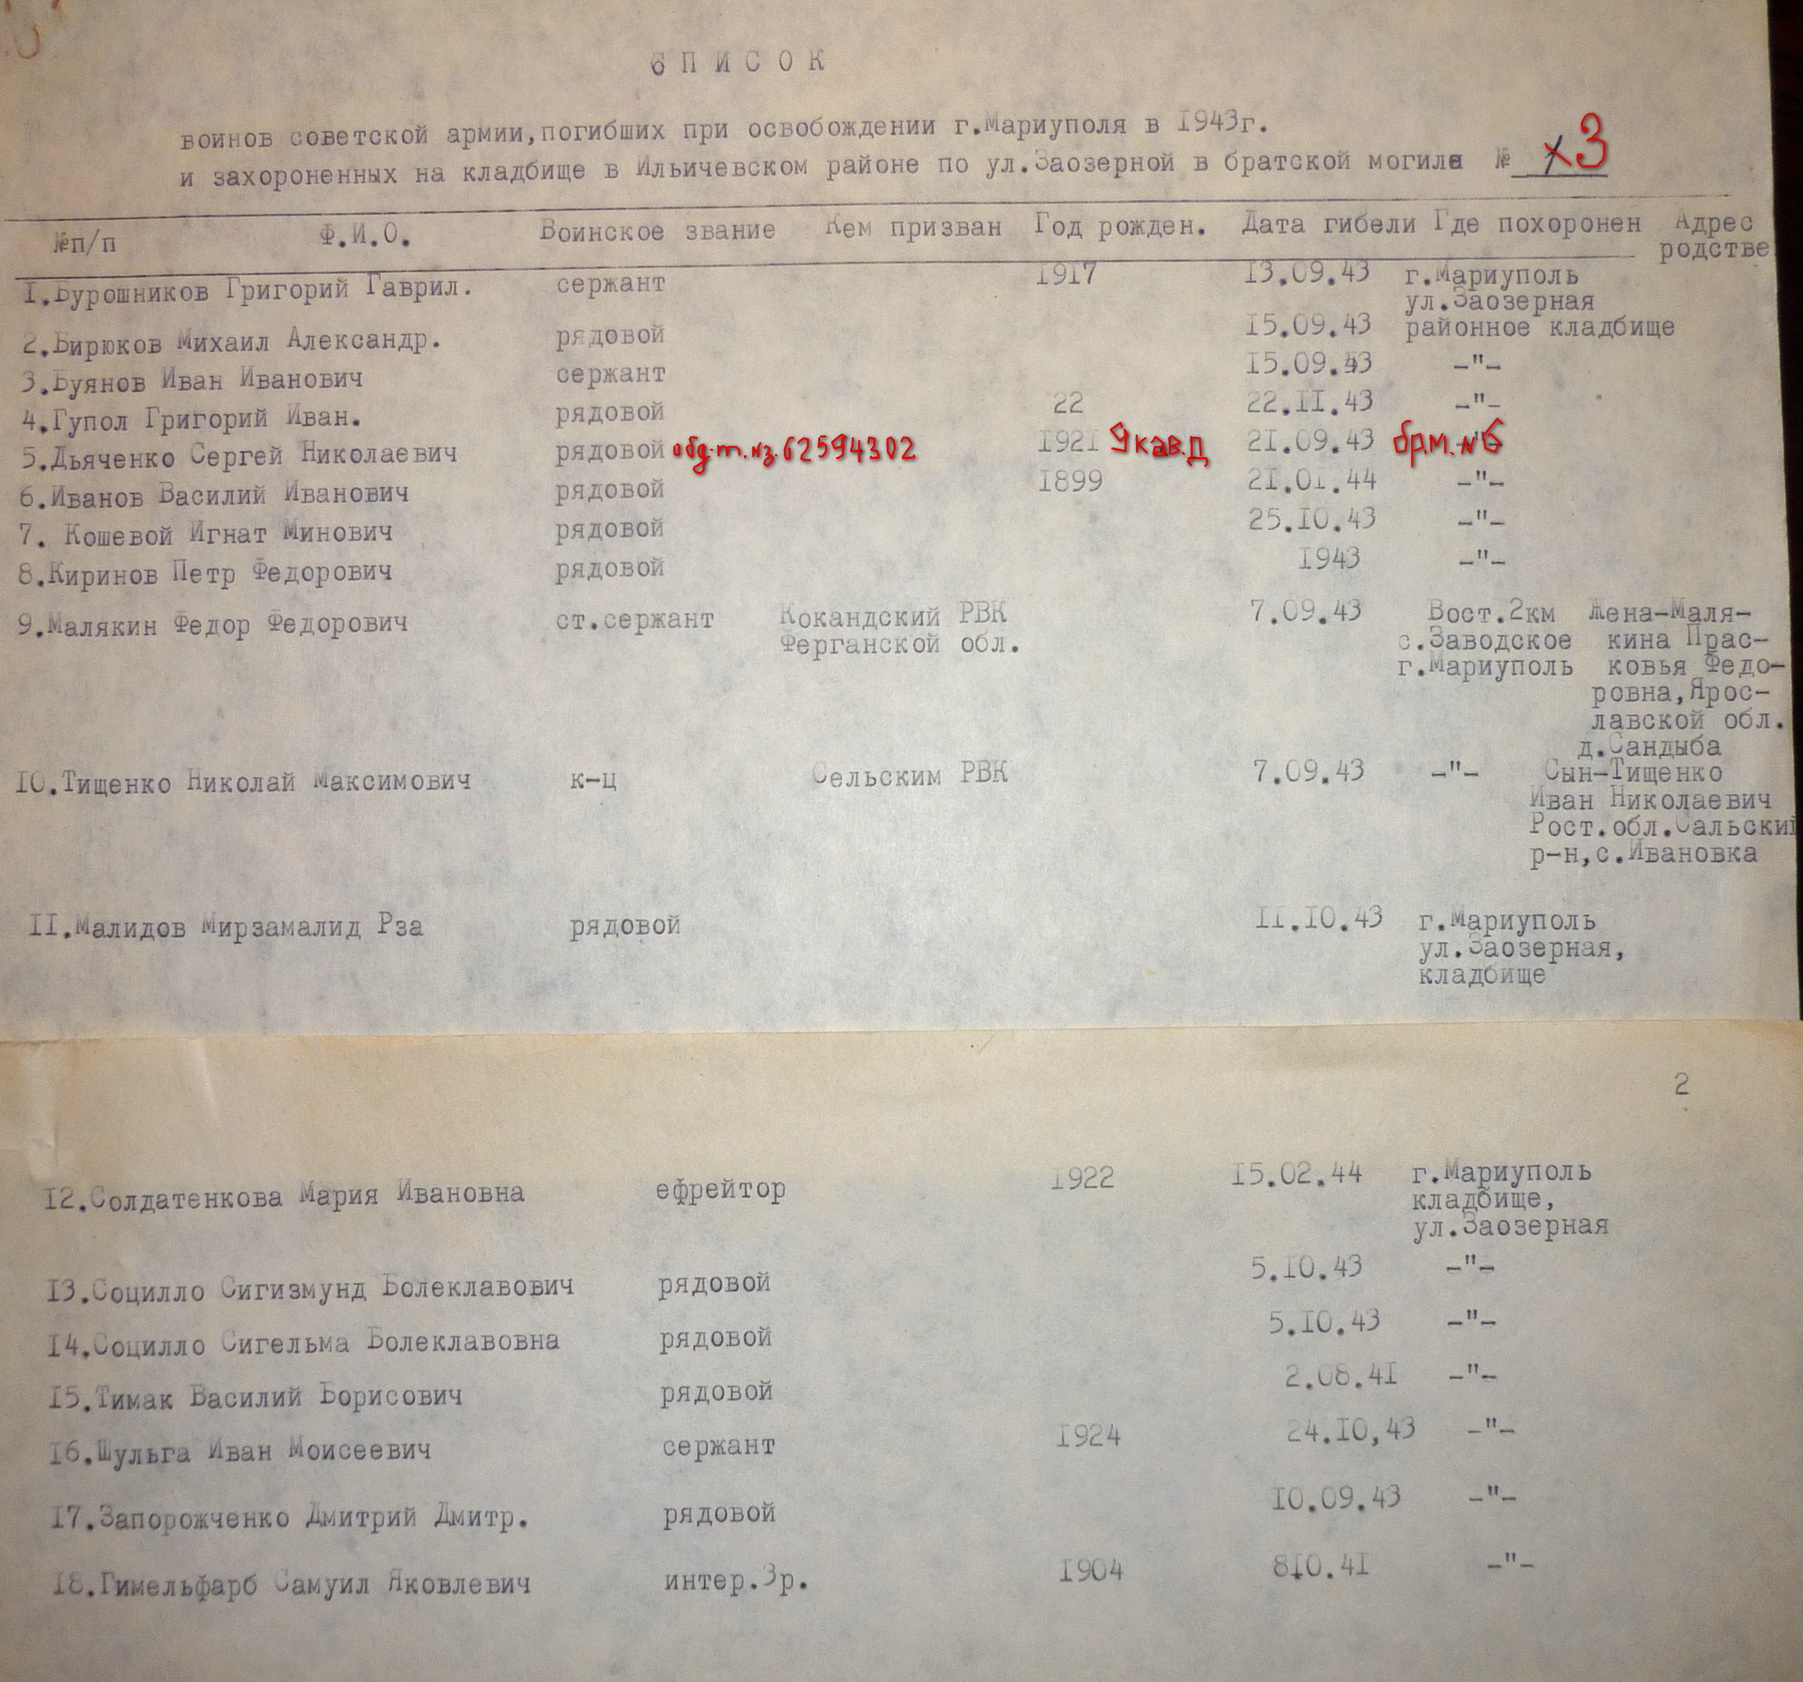 СПИСОК
воинов советской армии,погибших при освобождении г.Мариуполя в 1943г.
и захороненных на кладбище в Ильичевском районе по ул.Заозерной в братской могиле № х3
№п/п Ф.И.О. Воинское звание Кем призван Год рожден. Дата гибели Где похоронен Адрес
родстве
1.Бурошников Григорий Гаврил. сержант 1917 13.09.43 г.Мариуполь
ул.Заозерная
2.Бирюков Михаил Александр. рядовой 15.09.43 районное кладбище
3.Буянов Иван Иванович сержант 15.09.43 -"-
4.Гупол Григорий Иван. рядовой 22 22.11.43 -"-
5.Дьяченко Сергей Николаевич рядовой обд.т.нз.62594302 1921 9кав.д 21.09.43 бр.м.№6
6.Иванов Василий Иванович рядовой 1899 21.01.44 -"-
7. Кошевой Игнат Минович рядовой 25.10.43 -"-
8.Киринов Петр Федорович рядовой 1943 -"-
9.Малякин Федор Федорович ст.сержант Кокандский РВК 7.09.43 Вост.2км Жена-Маля-
Ферганской обл. с.Заводское кина Прас-
г.Мариуполь ковья Федо-
ровна,Ярос-
лавской обл.
д.Сандыба
10.Тищенко Николай Максимович к-ц Сельским РВК 7.09.43 -"- Сын-Тищенко
Иван Николаевич
Рост.обл.Сальский
р-н,с.Ивановка
11.Малидов Мирзамалид Рза рядовой 11.10.43 г.Мариуполь
ул.Заозерная,
кладбище
2
12.Солдатенкова Мария Ивановна ефрейтор 1922 15.02.44 г.Мариуполь
кладбище,
ул.Заозерная
13.Социлло Сигизмунд Болеклавович рядовой 5.10.43 -"-
14.Социлло Сигельма Болеклавовна рядовой 5.10.43 -"-
15.Тимак Василий Борисович рядовой 2.08.41 -"-
16.Шульга Иван Моисеевич сержант 1924 24.10,43 -"-
17.Запорожченко Дмитрий Дмитр. рядовой 10.09.43 -"-
18.Гимельфарб Самуил Яковлевич интер.3р. 1904 810.41 -"-